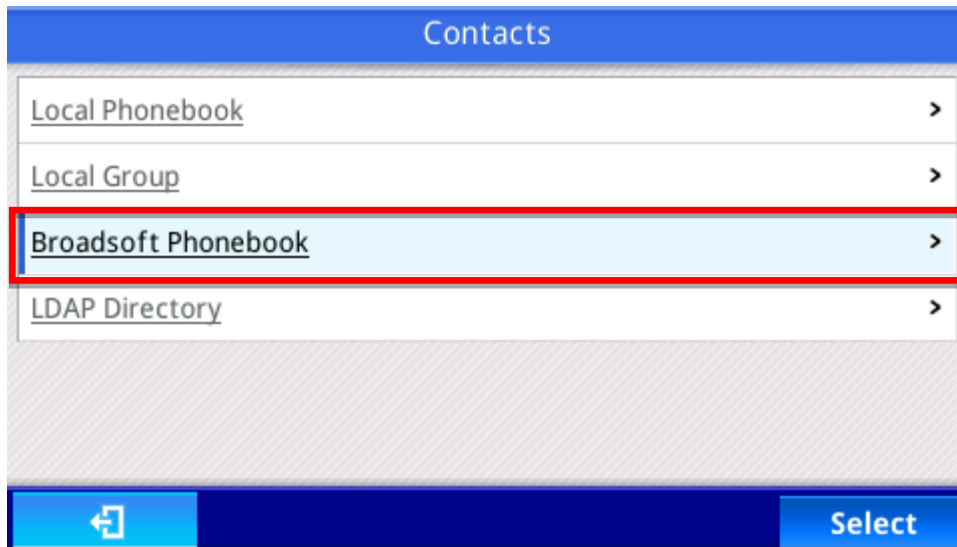 Contacts
Local Phonebook
Local Group
Broadsoft Phonebook
LDAP Directory
Select